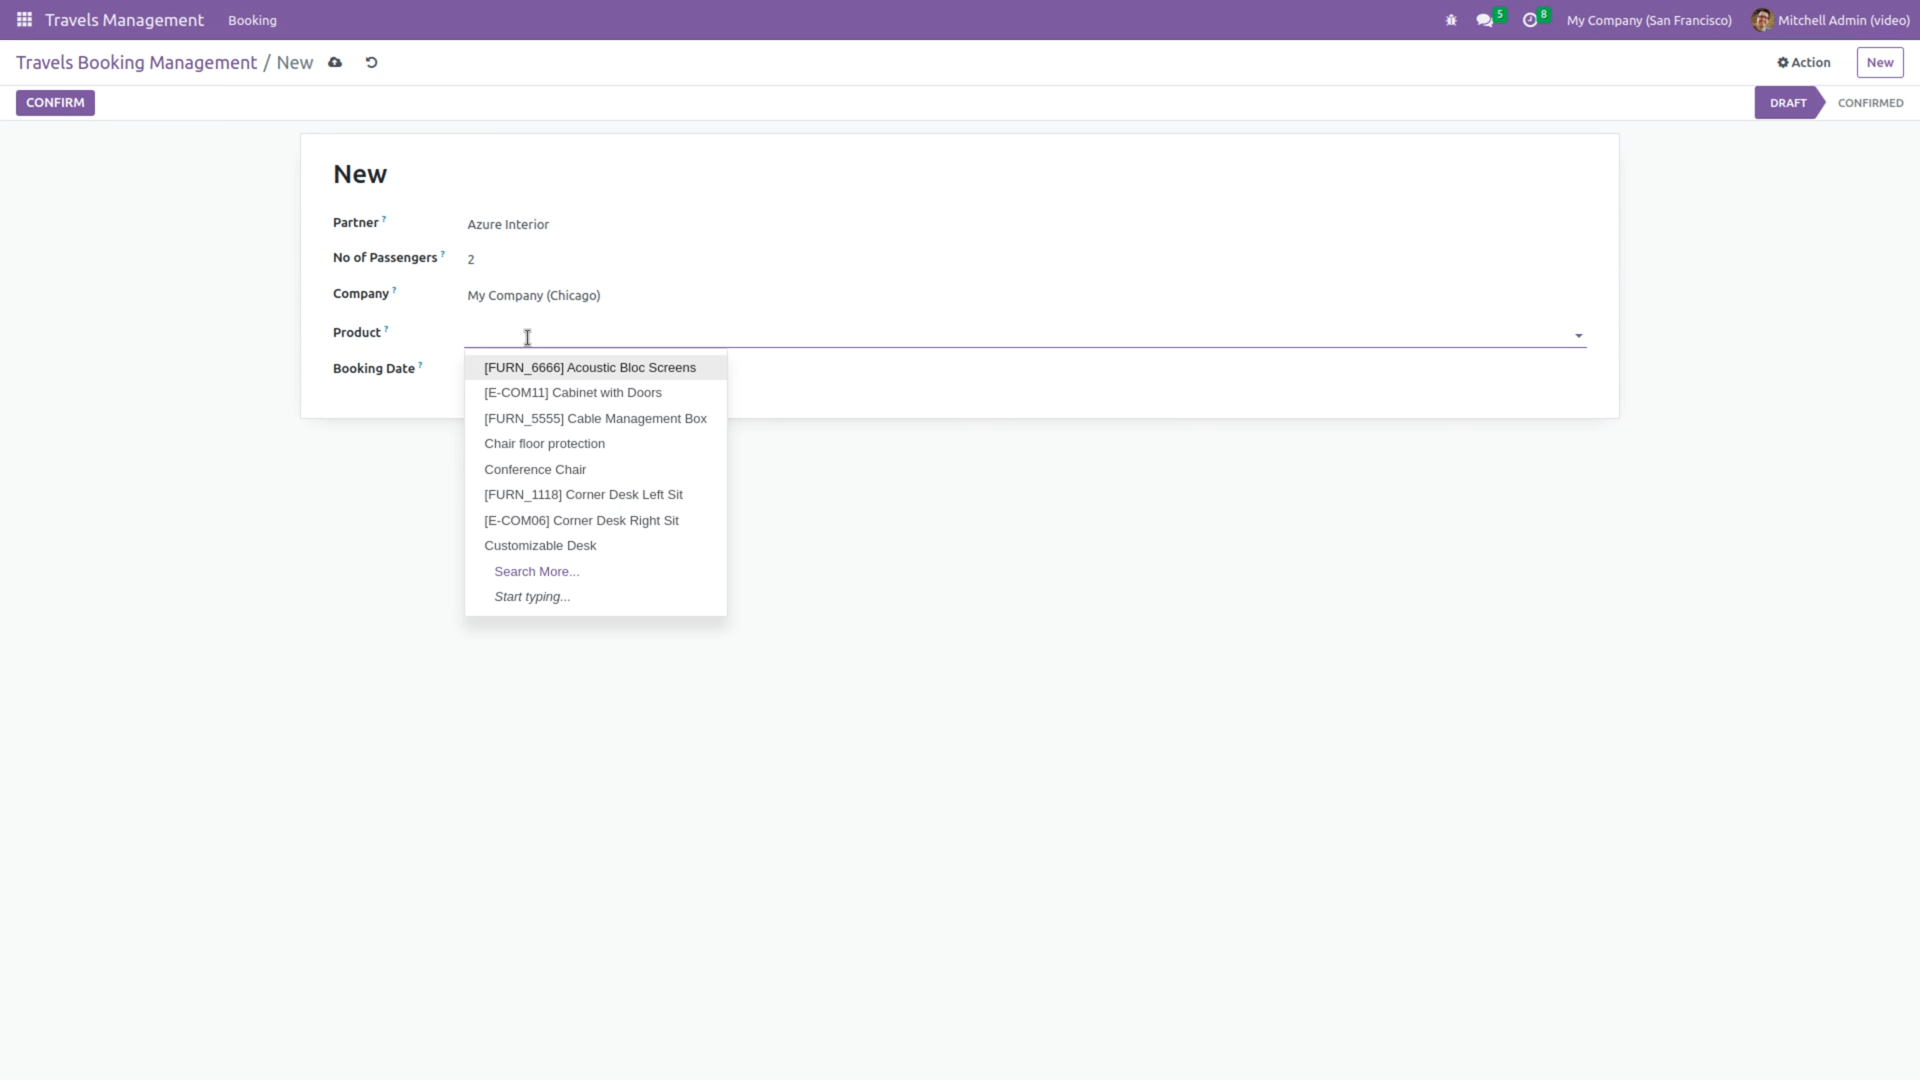 Travels Management Booking 5 8 My Company (San Francisco) Mitchell Admin (video)
Travels Booking Management / New Action New
CONFIRM DRAFT CONFIRMED
New
Partner ? Azure Interior
No of Passengers ? 2
Company ? My Company (Chicago)
Product ?
Booking Date ?
[FURN_6666] Acoustic Bloc Screens
[E-COM11] Cabinet with Doors
[FURN_5555] Cable Management Box
Chair floor protection
Conference Chair
[FURN_1118] Corner Desk Left Sit
[E-COM06] Corner Desk Right Sit
Customizable Desk
Search More...
Start typing...